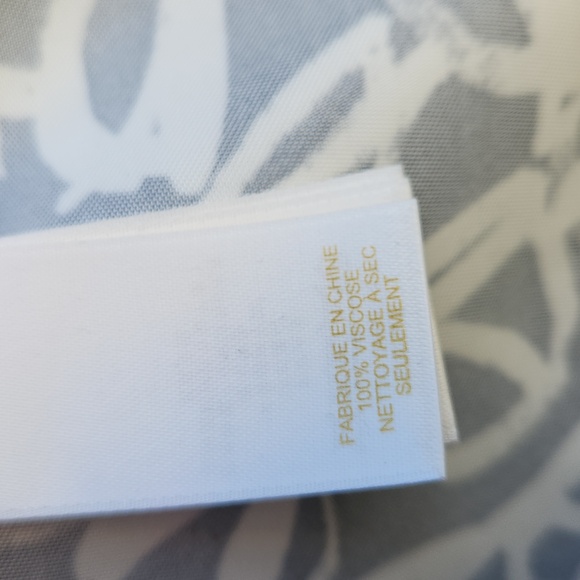 FABRIQUE EN CHINE
100% VISCOSE
NETTOYAGE À SEC
SEULEMENT